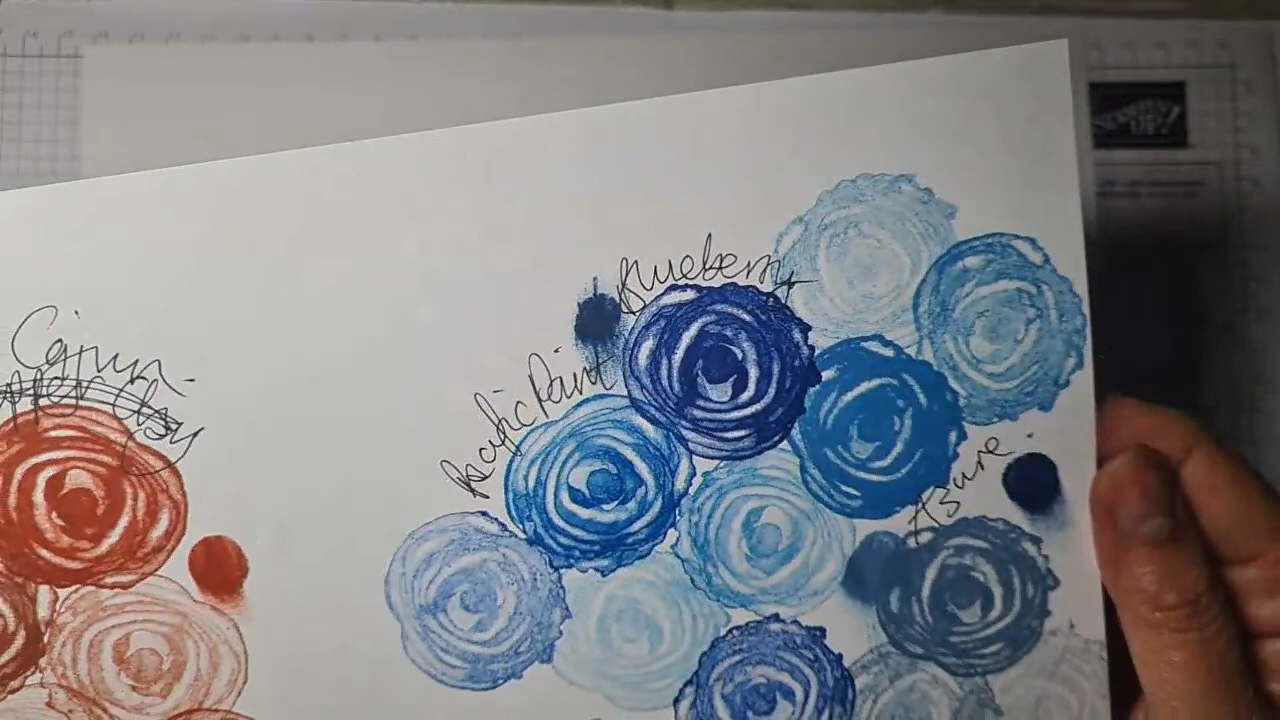 STAMPIN' UP!
Blueberry
Pacific Point
Cajun.
Azure.